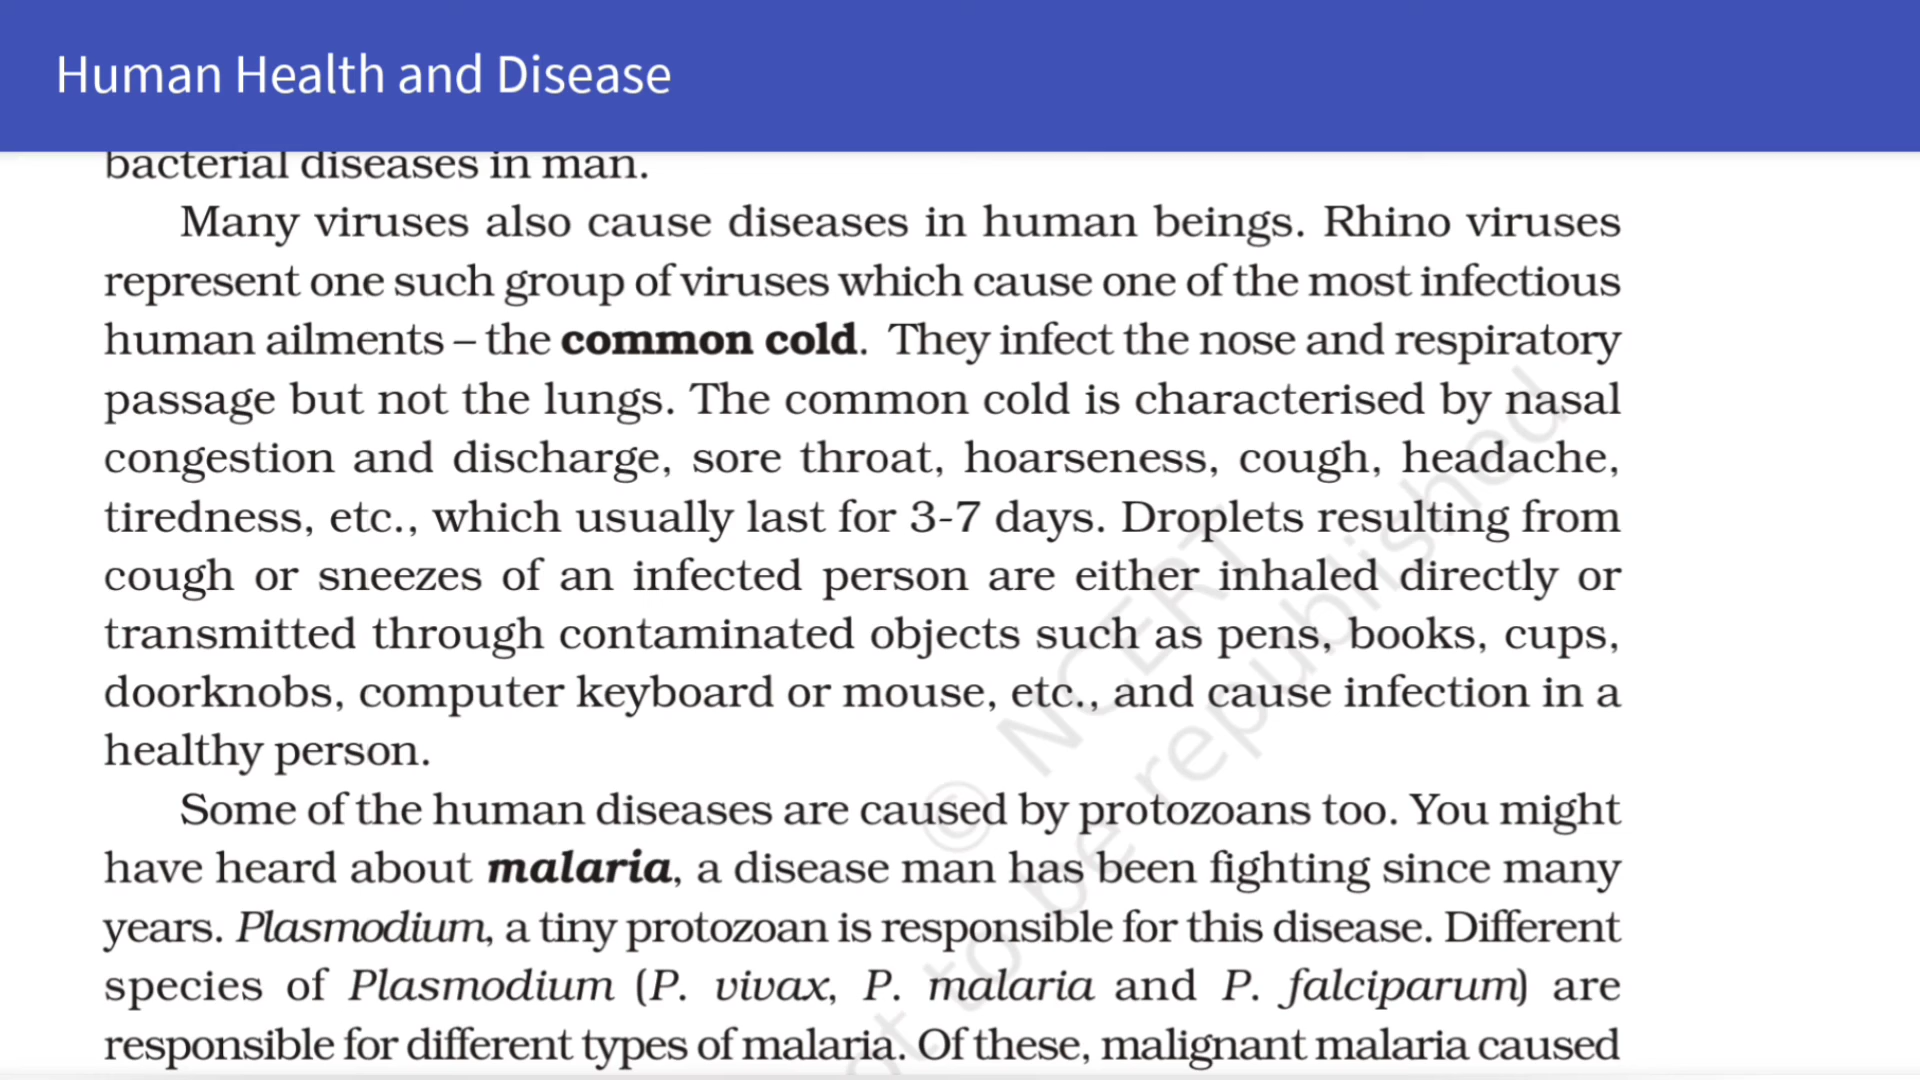 Human Health and Disease
bacterial diseases in man.
Many viruses also cause diseases in human beings. Rhino viruses
represent one such group of viruses which cause one of the most infectious
human ailments – the common cold. They infect the nose and respiratory
passage but not the lungs. The common cold is characterised by nasal
congestion and discharge, sore throat, hoarseness, cough, headache,
tiredness, etc., which usually last for 3-7 days. Droplets resulting from
cough or sneezes of an infected person are either inhaled directly or
transmitted through contaminated objects such as pens, books, cups,
doorknobs, computer keyboard or mouse, etc., and cause infection in a
healthy person.
Some of the human diseases are caused by protozoans too. You might
have heard about malaria, a disease man has been fighting since many
years. Plasmodium, a tiny protozoan is responsible for this disease. Different
species of Plasmodium (P. vivax, P. malaria and P. falciparum) are
responsible for different types of malaria. Of these, malignant malaria caused
© NCERT
to be republished